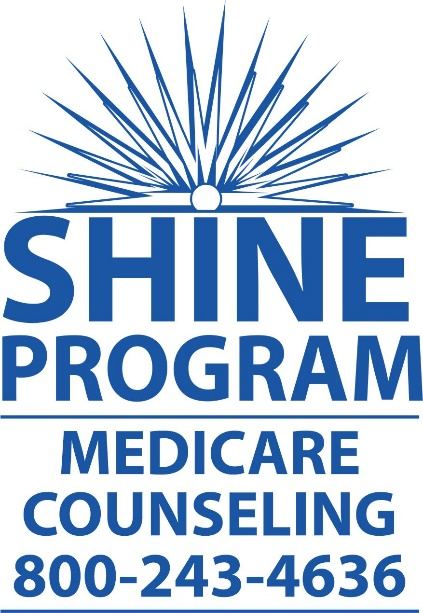 SHINE
PROGRAM
MEDICARE
COUNSELING
800-243-4636